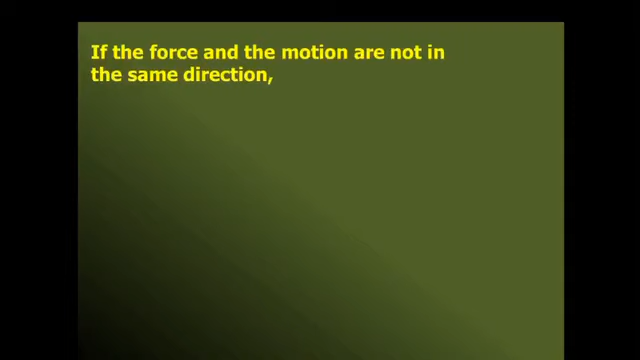 If the force and the motion are not in
the same direction,